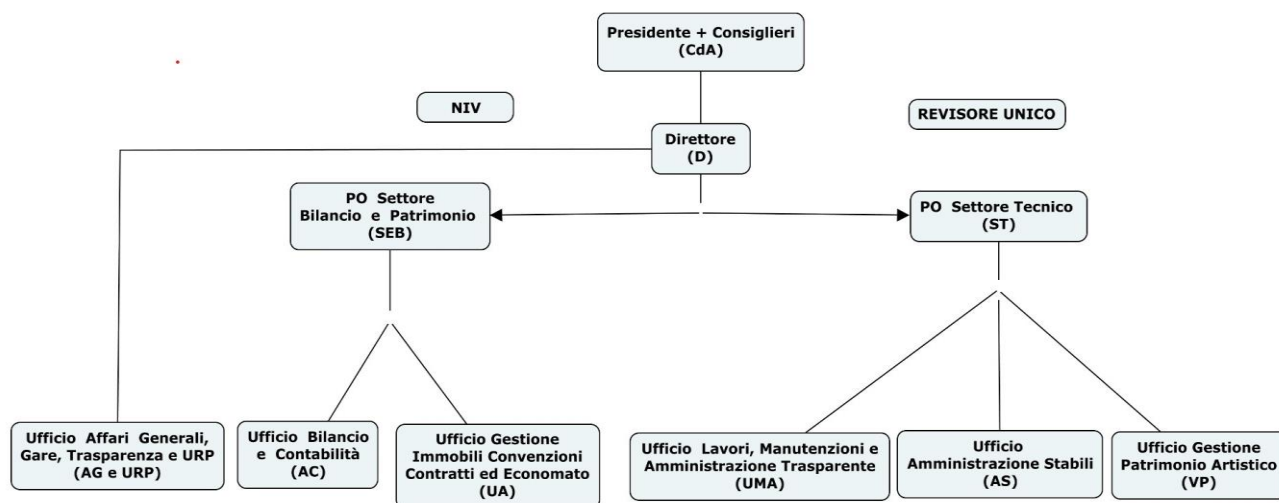 Presidente + Consiglieri
(CdA)
NIV
REVISORE UNICO
Direttore
(D)
PO Settore
Bilancio e Patrimonio
(SEB)
PO Settore Tecnico
(ST)
Ufficio Affari Generali,
Gare, Trasparenza e URP
(AG e URP)
Ufficio Bilancio
e Contabilità
(AC)
Ufficio Gestione
Immobili Convenzioni
Contratti ed Economato
(UA)
Ufficio Lavori, Manutenzioni e
Amministrazione Trasparente
(UMA)
Ufficio
Amministrazione Stabili
(AS)
Ufficio Gestione
Patrimonio Artistico
(VP)